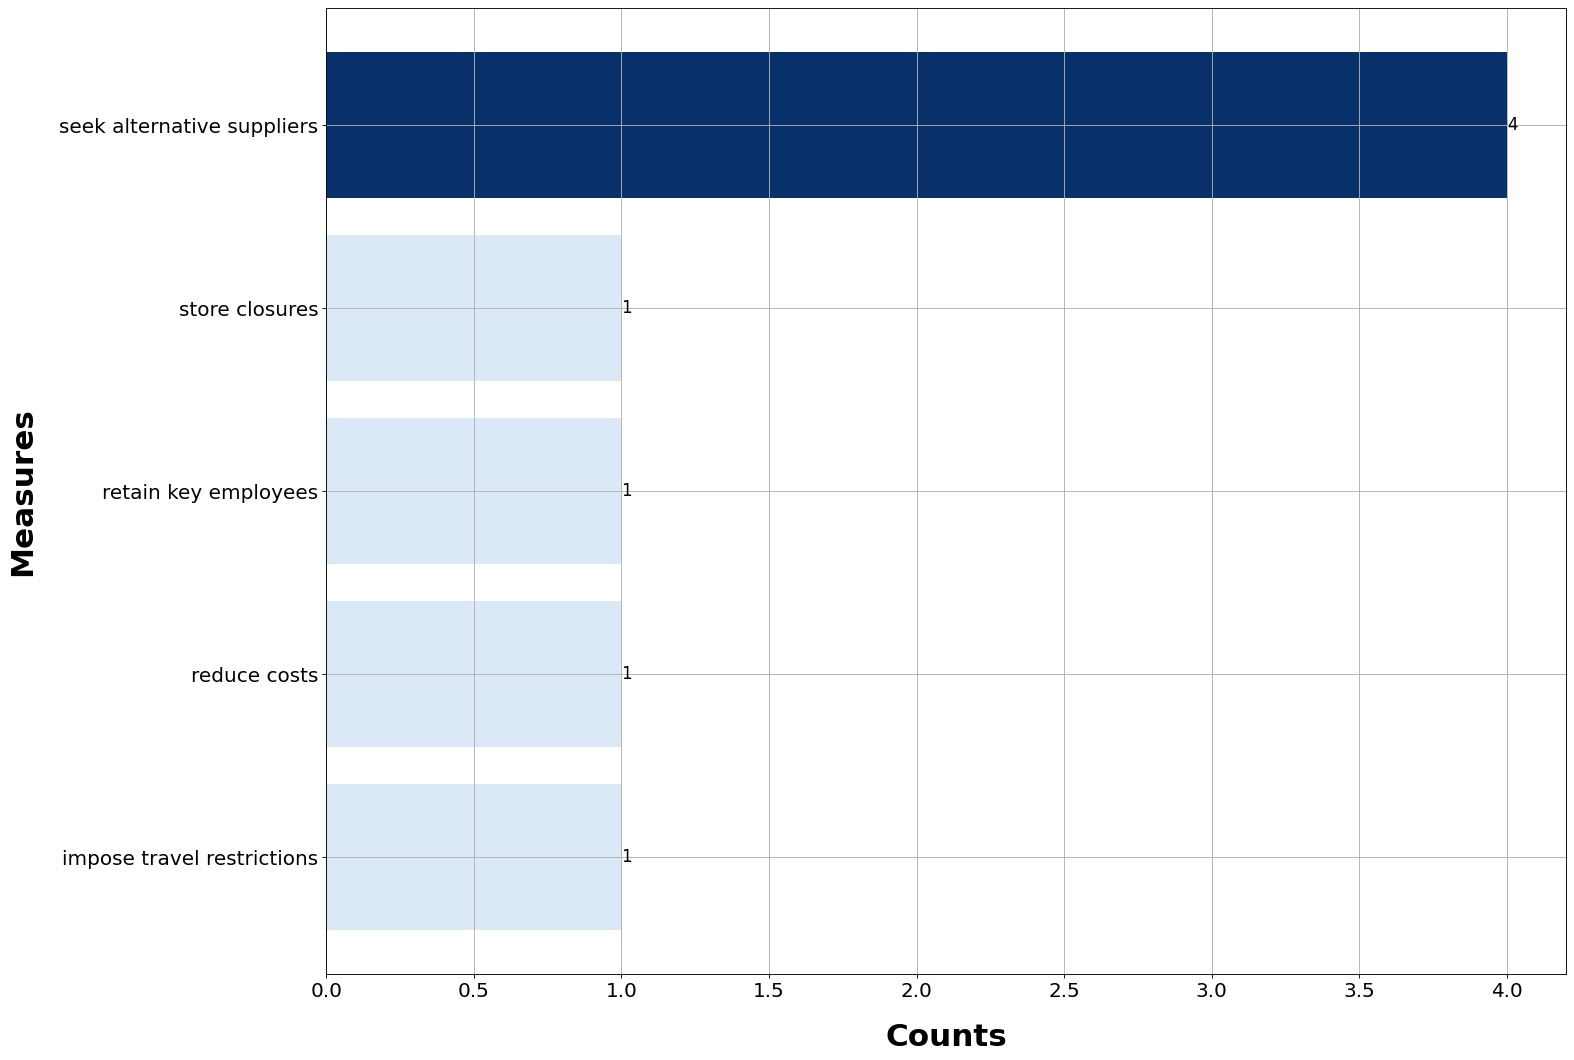 seek alternative suppliers
4
store closures
1
retain key employees
1
reduce costs
1
impose travel restrictions
1
Measures
0.0 0.5 1.0 1.5 2.0 2.5 3.0 3.5 4.0
Counts